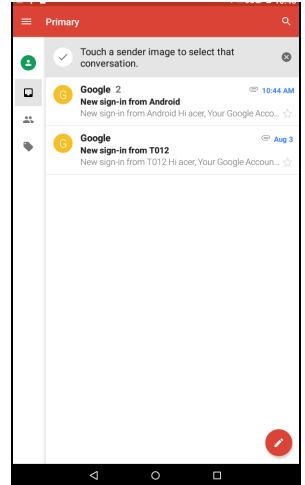 Primary
Touch a sender image to select that
conversation.
Google 2
10:44 AM
New sign-in from Android
New sign-in from Android Hi acer, Your Google Acco...
G
Google
Aug 3
New sign-in from T012
New sign-in from T012 Hi acer, Your Google Accoun...
G